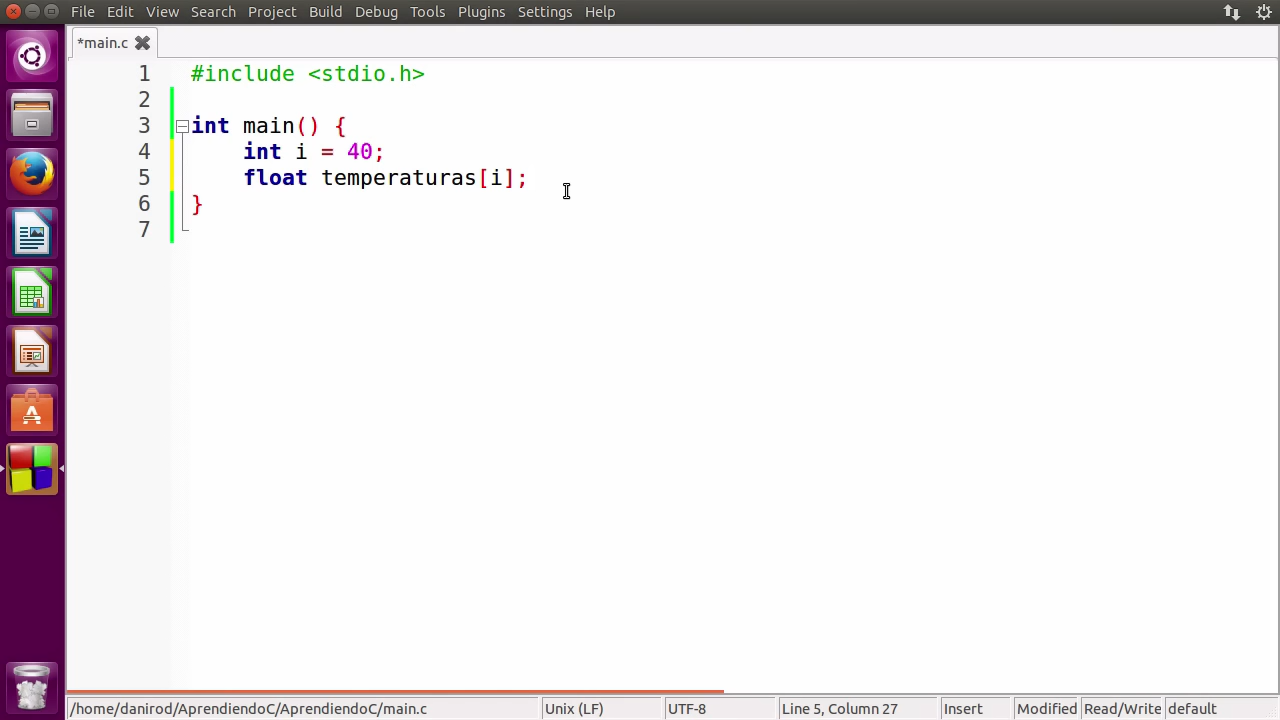 File Edit View Search Project Build Debug Tools Plugins Settings Help
*main.c
1 #include <stdio.h>
2
3 int main() {
4     int i = 40;
5     float temperaturas[i];
6 }
7
/home/danirod/AprendiendoC/AprendiendoC/main.c Unix (LF) UTF-8 Line 5, Column 27 Insert Modified Read/Write default